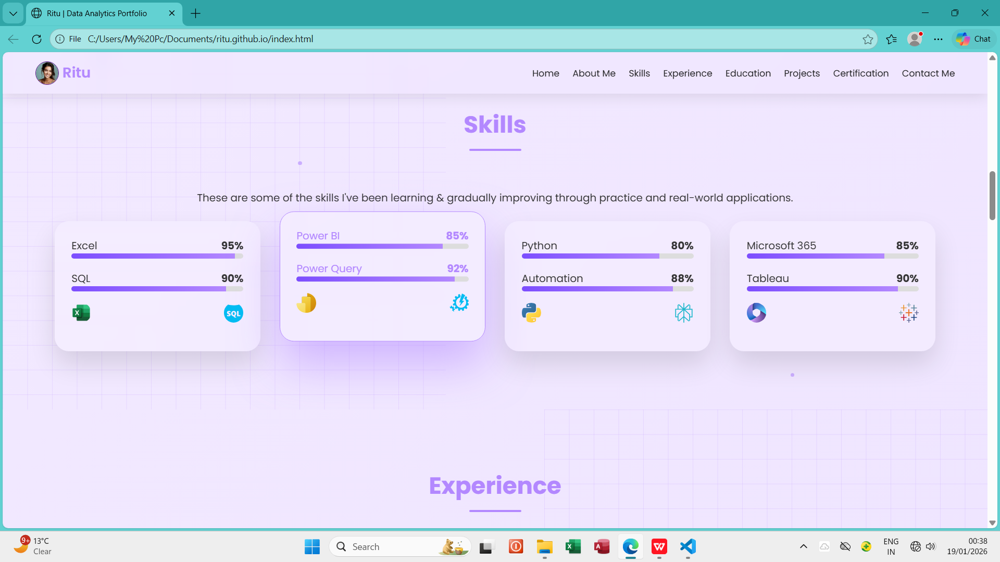 Ritu | Data Analytics Portfolio
File C:/Users/My%20Pc/Documents/ritu.github.io/index.html
Chat
Ritu
Home About Me Skills Experience Education Projects Certification Contact Me
Skills
These are some of the skills I've been learning & gradually improving through practice and real-world applications.
Excel 95%
SQL 90%
X
SQL
Power BI 85%
Power Query 92%
Python 80%
Automation 88%
Microsoft 365 85%
Tableau 90%
Experience
9+
13°C
Clear
Search
X
A
W
ENG
IN
00:38
19/01/2026